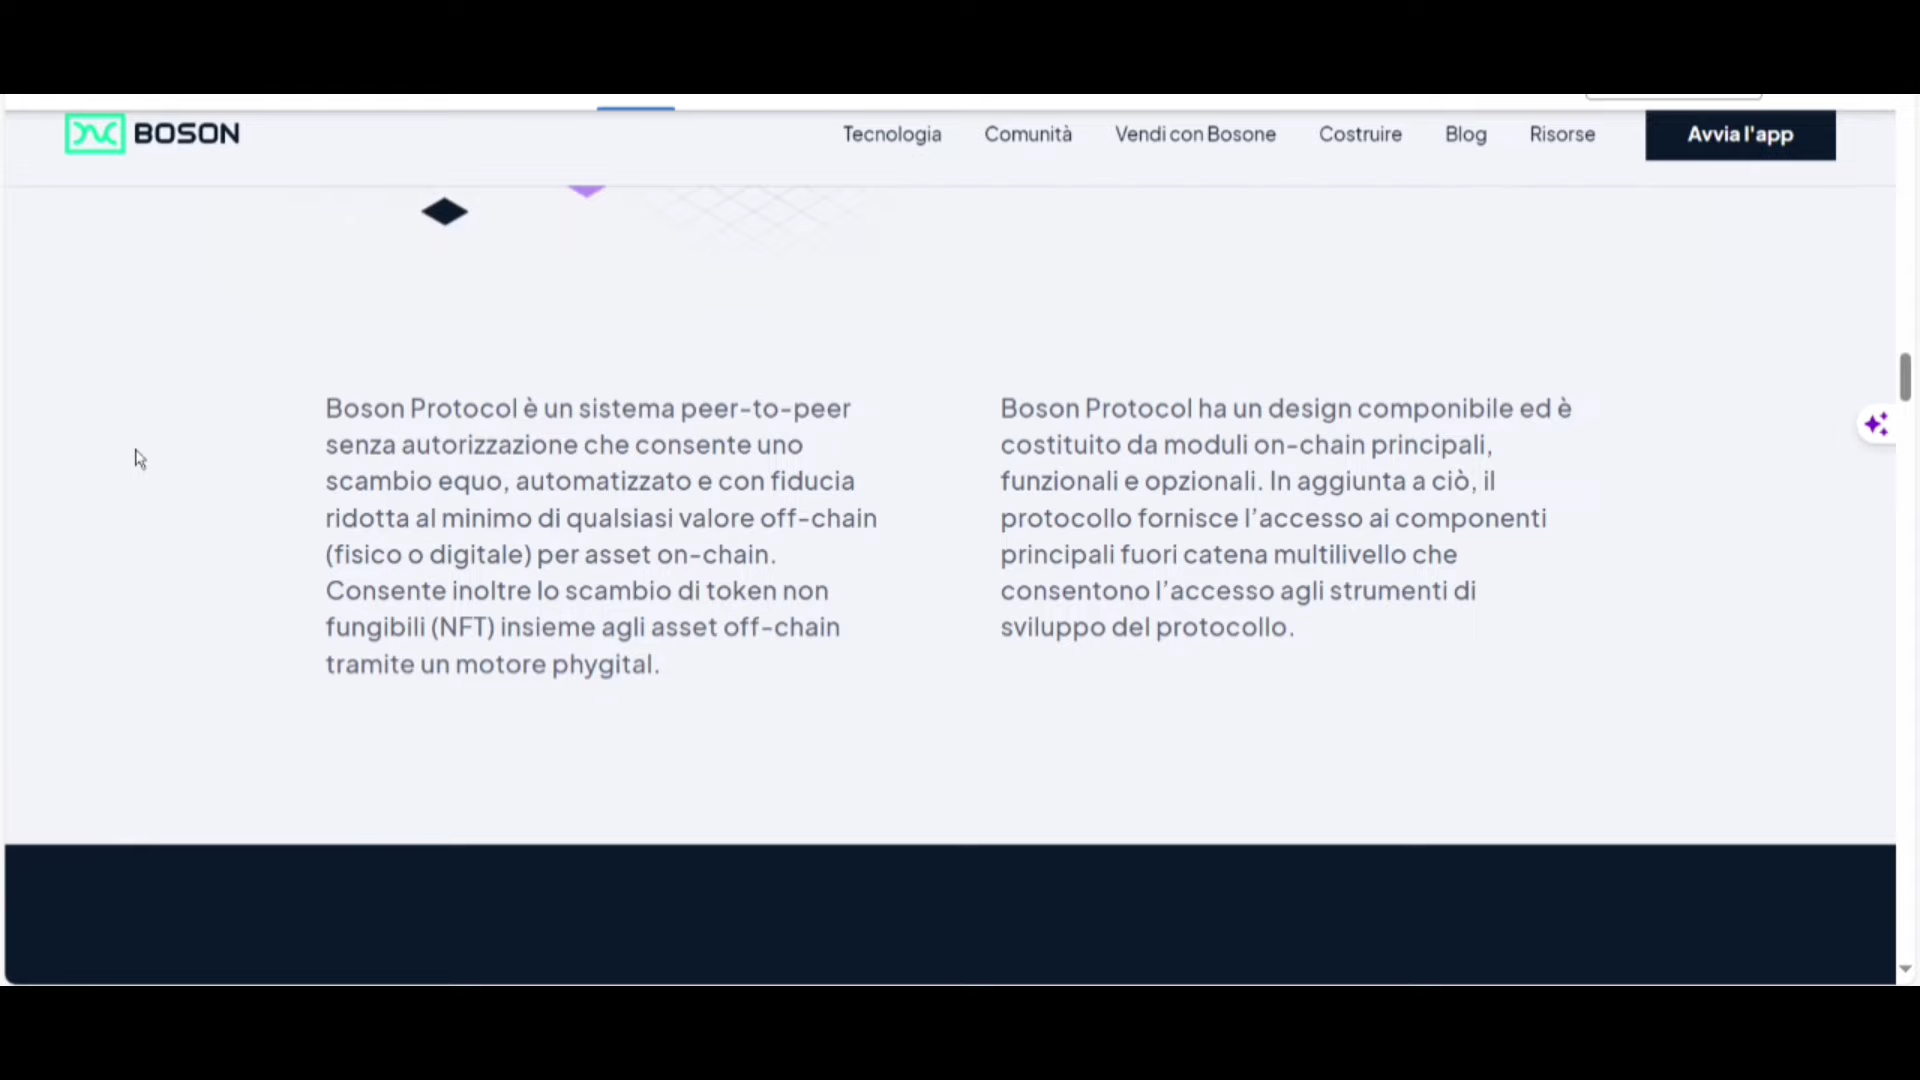 BOSON
Tecnologia
Comunità
Vendi con Bosone
Costruire
Blog
Risorse
Avvia l'app
Boson Protocol è un sistema peer-to-peer
senza autorizzazione che consente uno
scambio equo, automatizzato e con fiducia
ridotta al minimo di qualsiasi valore off-chain
(fisico o digitale) per asset on-chain.
Consente inoltre lo scambio di token non
fungibili (NFT) insieme agli asset off-chain
tramite un motore phygital.
Boson Protocol ha un design componibile ed è
costituito da moduli on-chain principali,
funzionali e opzionali. In aggiunta a ciò, il
protocollo fornisce l’accesso ai componenti
principali fuori catena multilivello che
consentono l’accesso agli strumenti di
sviluppo del protocollo.